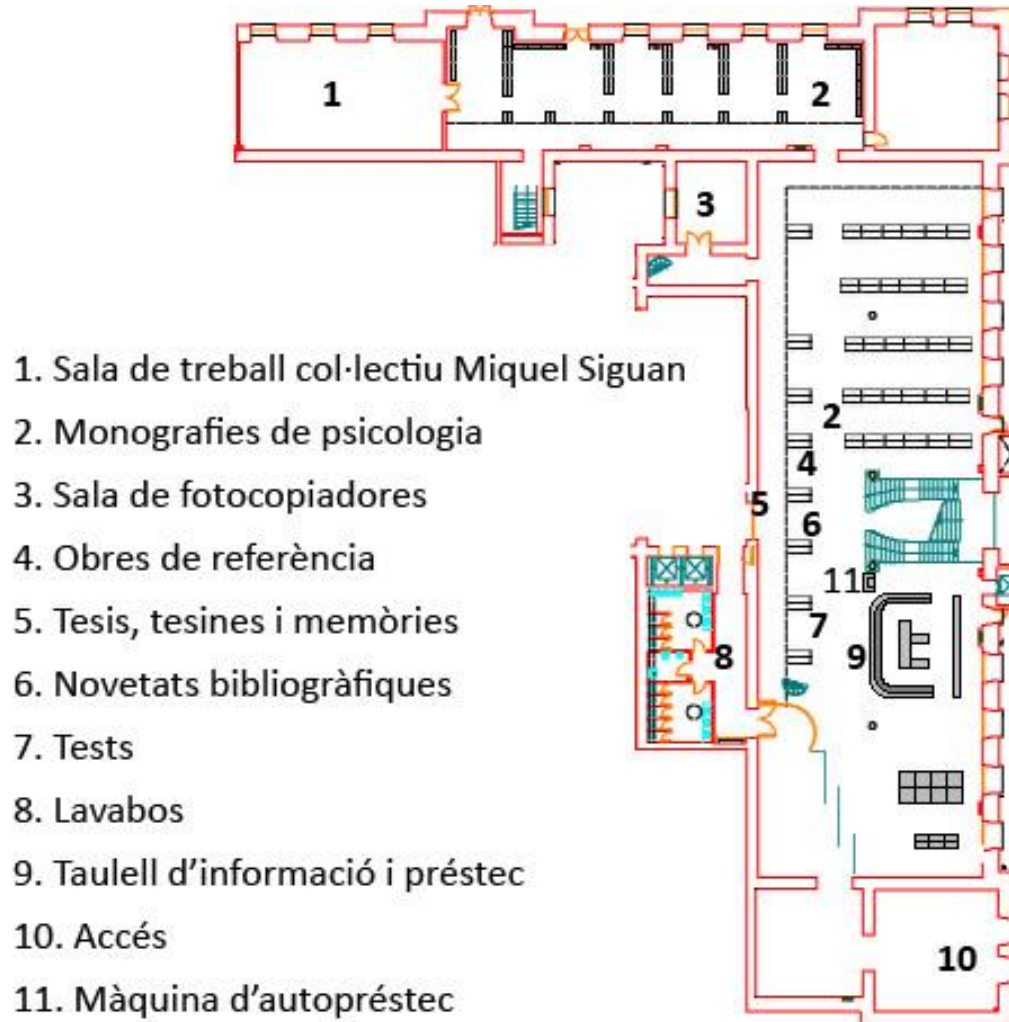 1
2
3
2
4
5
6
11
7
8
9
10
1. Sala de treball col·lectiu Miquel Siguan
2. Monografies de psicologia
3. Sala de fotocopiadores
4. Obres de referència
5. Tesis, tesines i memòries
6. Novetats bibliogràfiques
7. Tests
8. Lavabos
9. Taulell d’informació i préstec
10. Accés
11. Màquina d’autopréstec